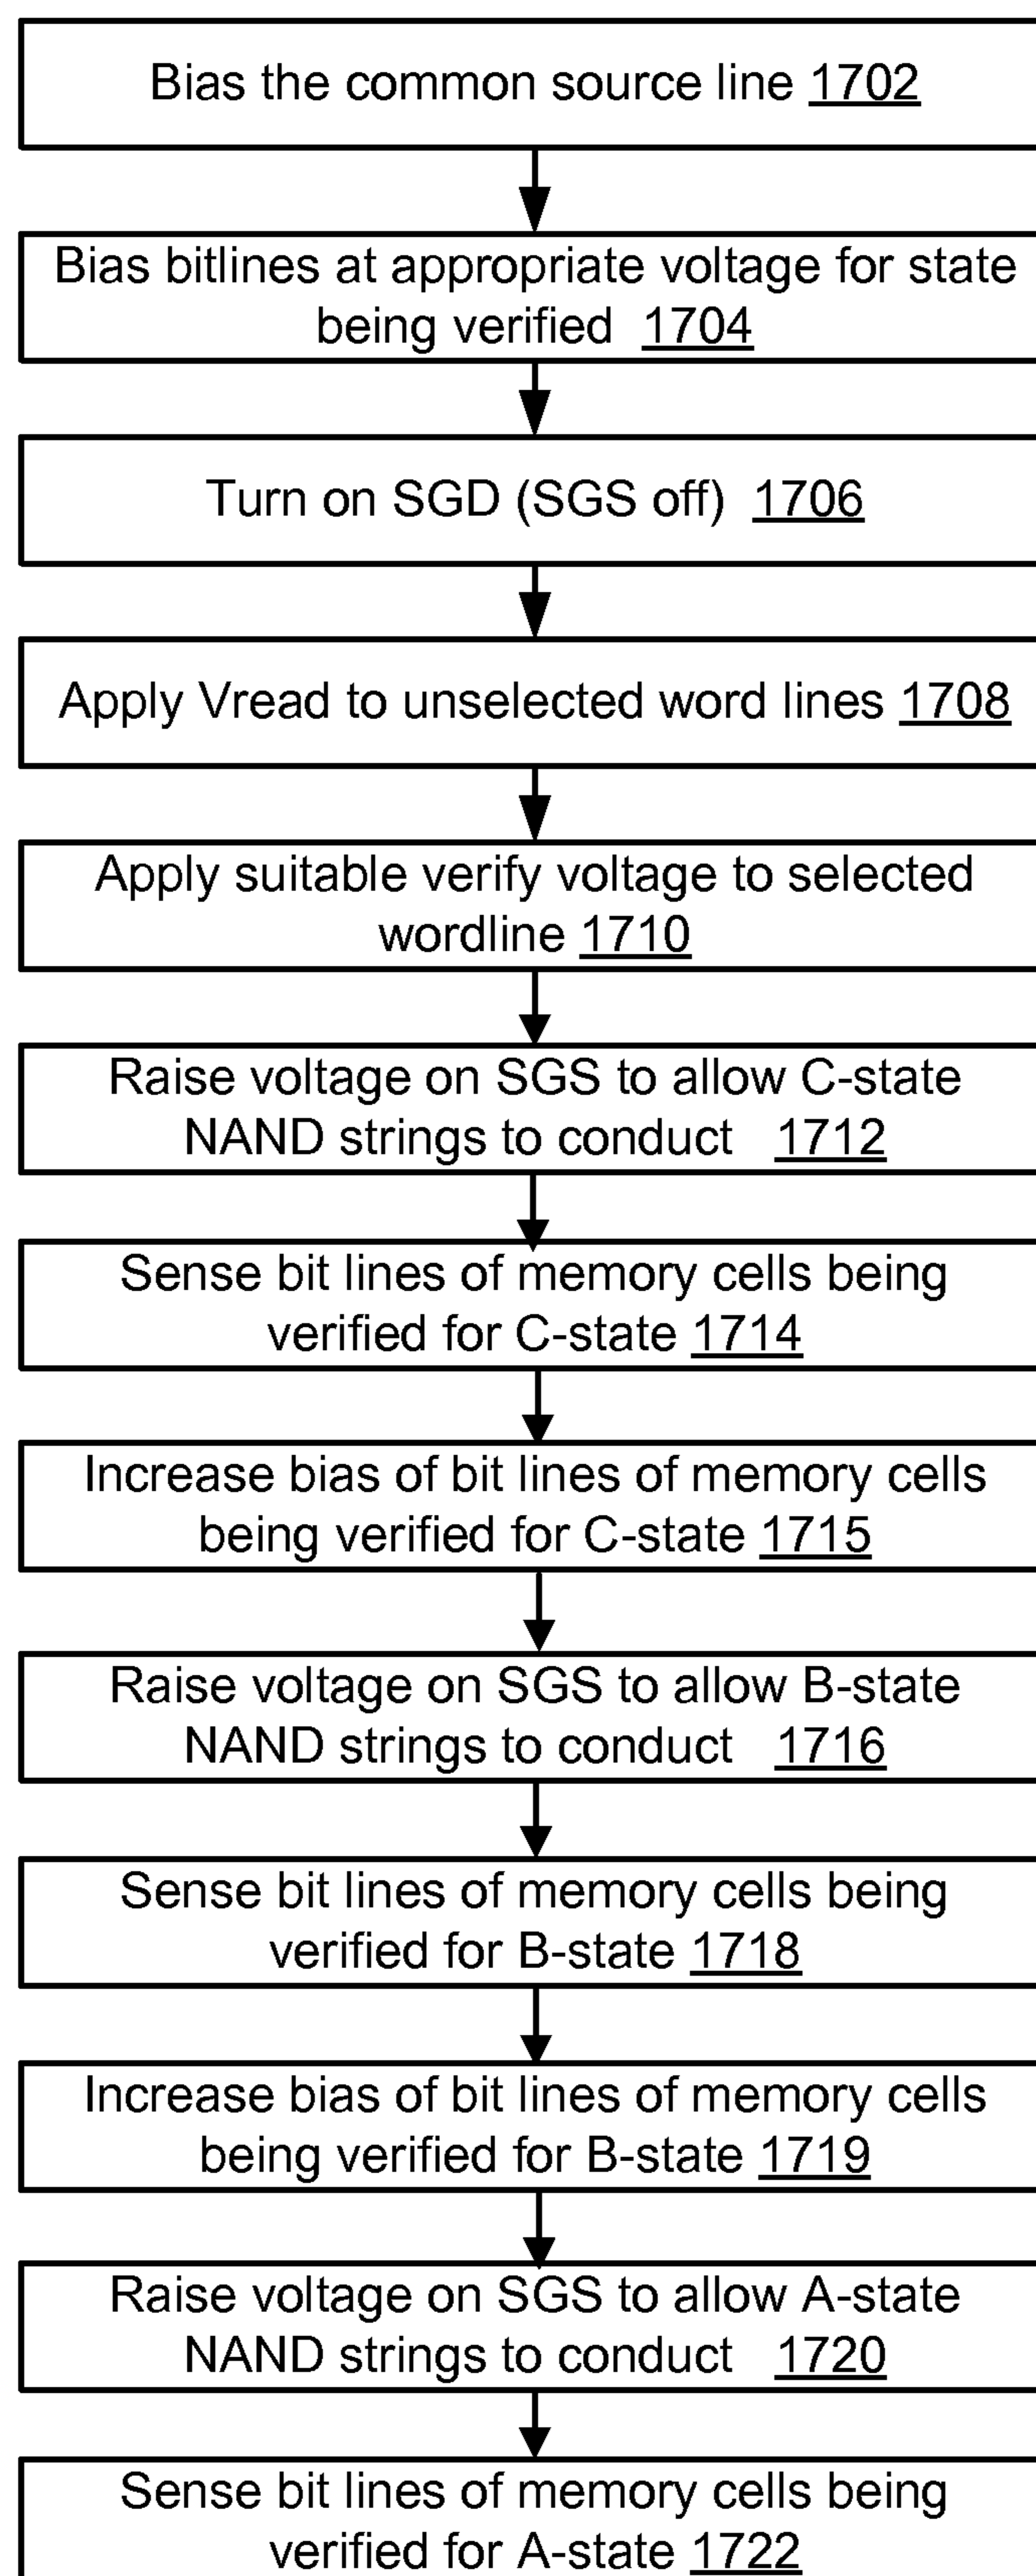 Bias the common source line 1702
Bias bitlines at appropriate voltage for state
being verified 1704
Turn on SGD (SGS off) 1706
Apply Vread to unselected word lines 1708
Apply suitable verify voltage to selected
wordline 1710
Raise voltage on SGS to allow C-state
NAND strings to conduct 1712
Sense bit lines of memory cells being
verified for C-state 1714
Increase bias of bit lines of memory cells
being verified for C-state 1715
Raise voltage on SGS to allow B-state
NAND strings to conduct 1716
Sense bit lines of memory cells being
verified for B-state 1718
Increase bias of bit lines of memory cells
being verified for B-state 1719
Raise voltage on SGS to allow A-state
NAND strings to conduct 1720
Sense bit lines of memory cells being
verified for A-state 1722